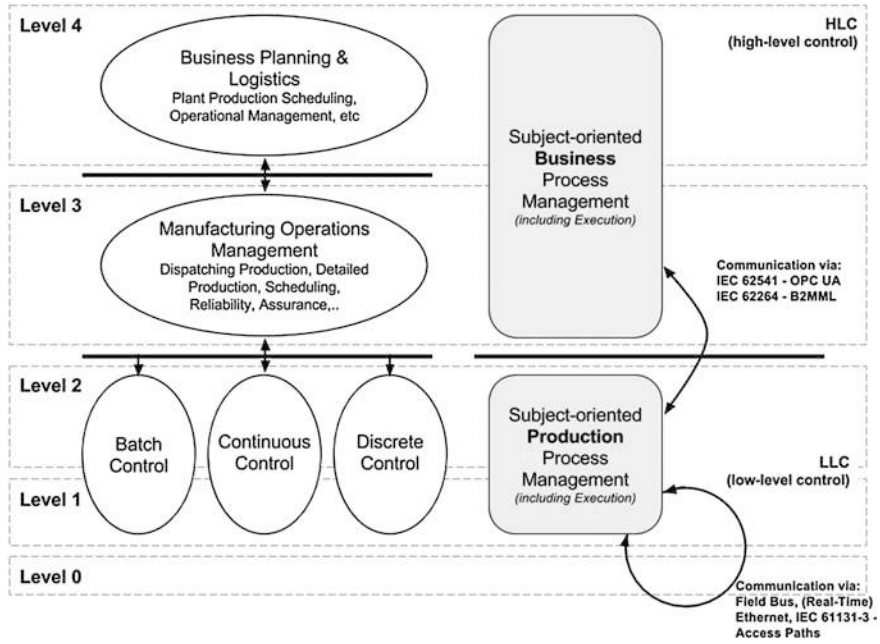 Level 4
Business Planning &
Logistics
Plant Production Scheduling,
Operational Management, etc
HLC
(high-level control)
Subject-oriented
Business
Process
Management
(including Execution)
Level 3
Manufacturing Operations
Management
Dispatching Production, Detailed
Production, Scheduling,
Reliability, Assurance,..
Communication via:
IEC 62541 - OPC UA
IEC 62264 - B2MML
Level 2
Batch
Control
Continuous
Control
Discrete
Control
Subject-oriented
Production
Process
Management
(including Execution)
LLC
(low-level control)
Level 1
Level 0
Communication via:
Field Bus, (Real-Time)
Ethernet, IEC 61131-3 -
Access Paths